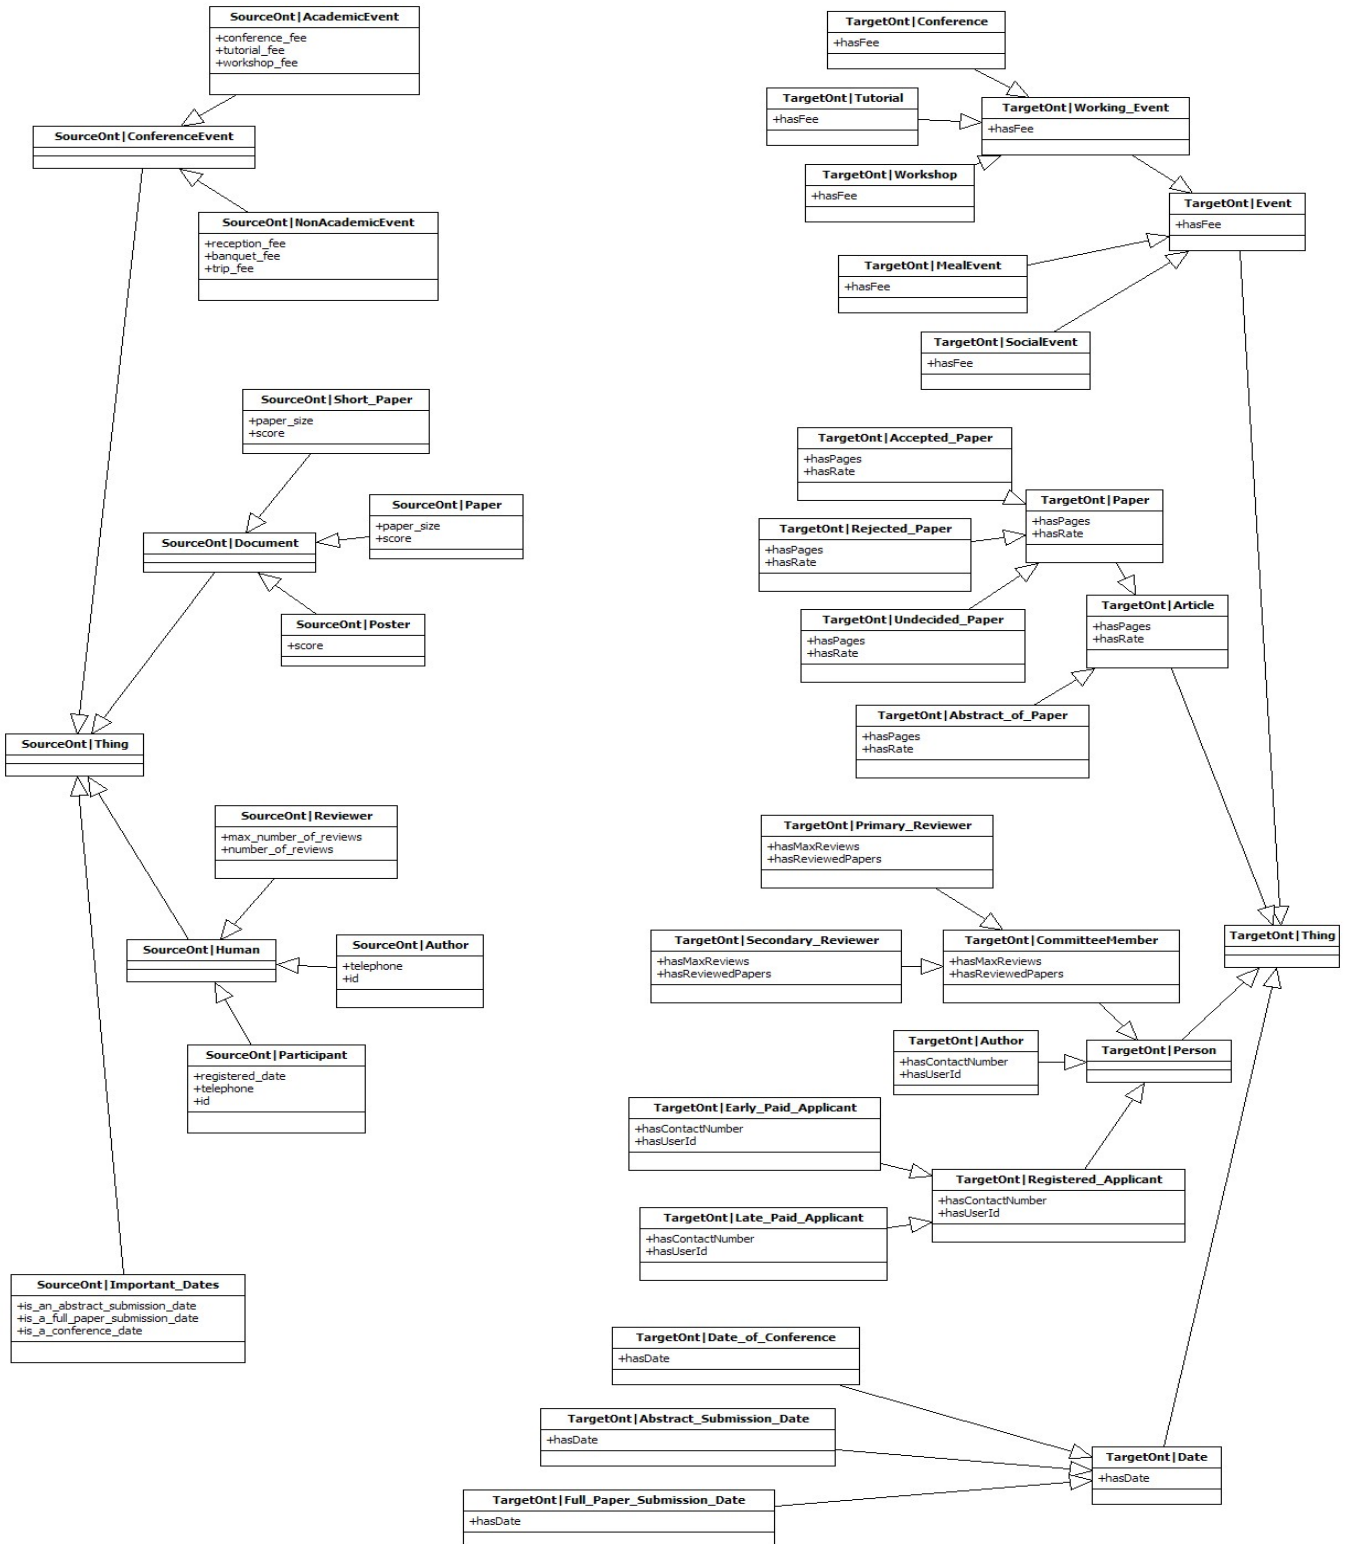 SourceOnt|AcademicEvent
+conference_fee
+tutorial_fee
+workshop_fee
SourceOnt|ConferenceEvent
SourceOnt|NonAcademicEvent
+reception_fee
+banquet_fee
+trip_fee
SourceOnt|Short_Paper
+paper_size
+score
SourceOnt|Paper
+paper_size
+score
SourceOnt|Document
SourceOnt|Poster
+score
SourceOnt|Thing
SourceOnt|Reviewer
+max_number_of_reviews
+number_of_reviews
SourceOnt|Human
SourceOnt|Author
+telephone
+id
SourceOnt|Participant
+registered_date
+telephone
+id
SourceOnt|Important_Dates
+is_an_abstract_submission_date
+is_a_full_paper_submission_date
+is_a_conference_date
TargetOnt|Conference
+hasFee
TargetOnt|Tutorial
+hasFee
TargetOnt|Working_Event
+hasFee
TargetOnt|Workshop
+hasFee
TargetOnt|Event
+hasFee
TargetOnt|MealEvent
+hasFee
TargetOnt|SocialEvent
+hasFee
TargetOnt|Accepted_Paper
+hasPages
+hasRate
TargetOnt|Paper
+hasPages
+hasRate
TargetOnt|Rejected_Paper
+hasPages
+hasRate
TargetOnt|Article
+hasPages
+hasRate
TargetOnt|Undecided_Paper
+hasPages
+hasRate
TargetOnt|Abstract_of_Paper
+hasPages
+hasRate
TargetOnt|Primary_Reviewer
+hasMaxReviews
+hasReviewedPapers
TargetOnt|Thing
TargetOnt|Secondary_Reviewer
+hasMaxReviews
+hasReviewedPapers
TargetOnt|CommitteeMember
+hasMaxReviews
+hasReviewedPapers
TargetOnt|Author
+hasContactNumber
+hasUserId
TargetOnt|Person
TargetOnt|Early_Paid_Applicant
+hasContactNumber
+hasUserId
TargetOnt|Registered_Applicant
+hasContactNumber
+hasUserId
TargetOnt|Late_Paid_Applicant
+hasContactNumber
+hasUserId
TargetOnt|Date_of_Conference
+hasDate
TargetOnt|Abstract_Submission_Date
+hasDate
TargetOnt|Date
+hasDate
TargetOnt|Full_Paper_Submission_Date
+hasDate